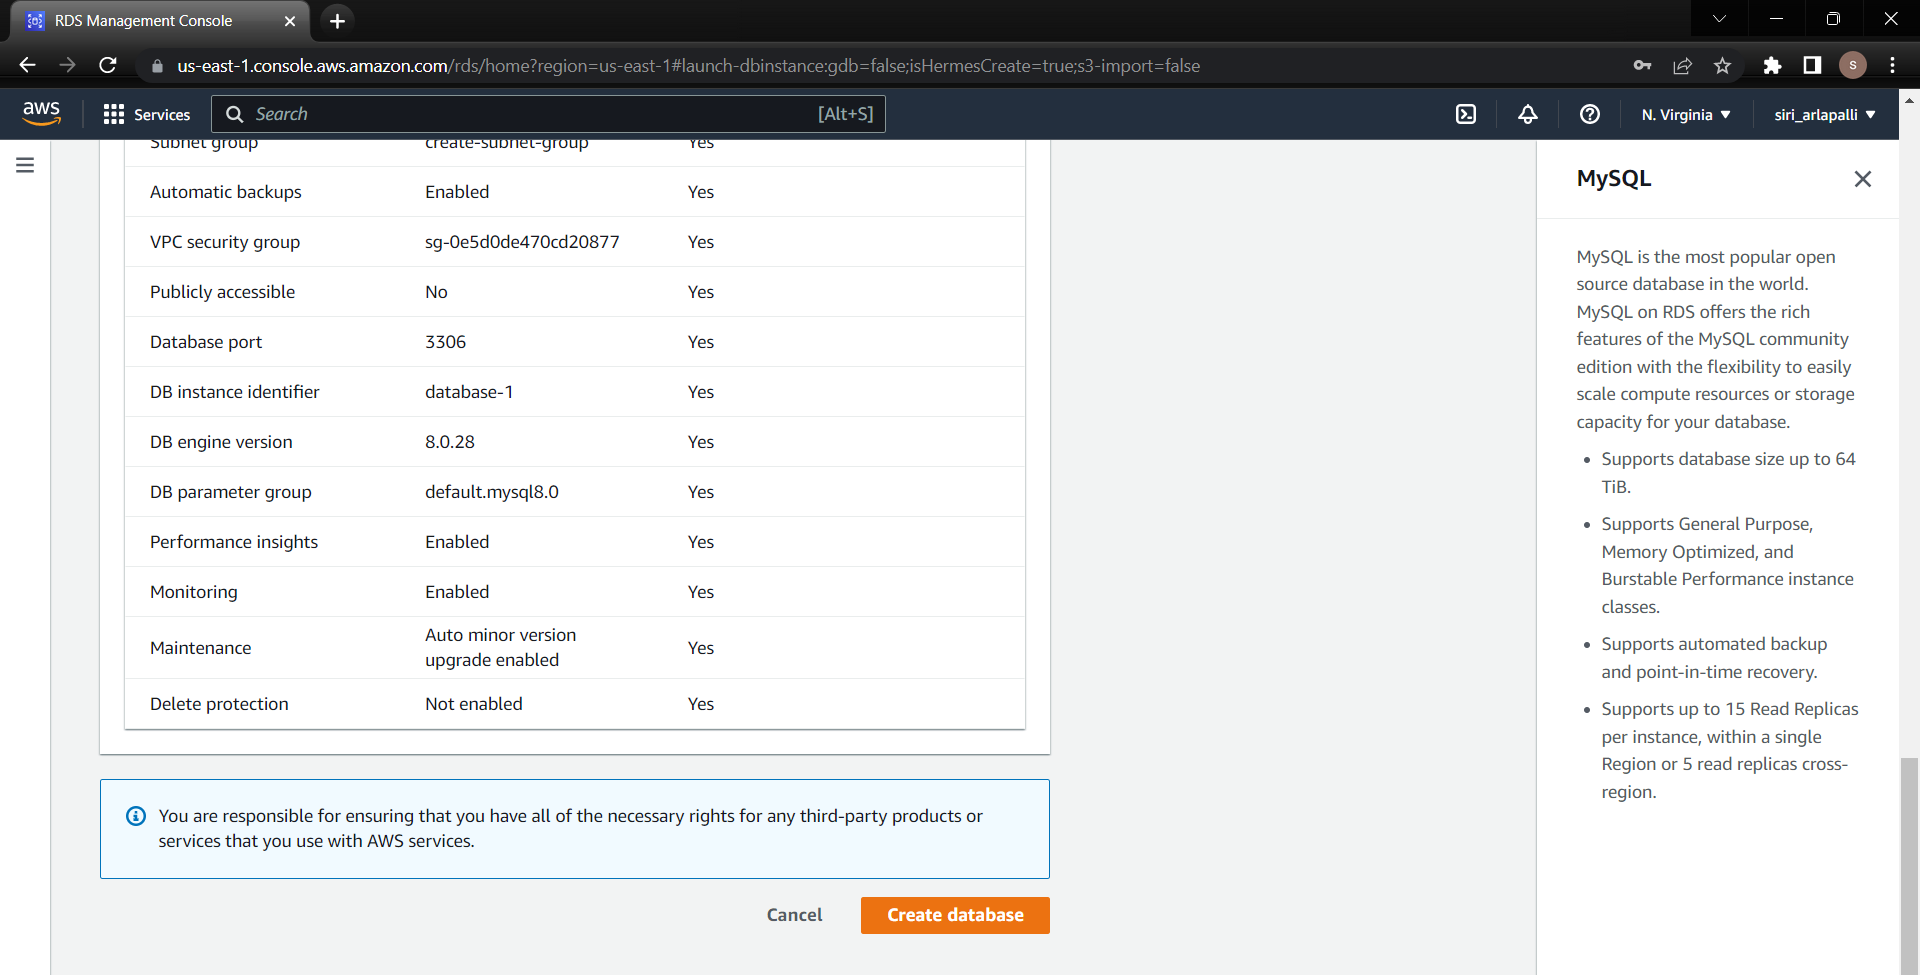 RDS Management Console
us-east-1.console.aws.amazon.com/rds/home?region=us-east-1#launch-dbinstance:gdb=false;isHermesCreate=true;s3-import=false
S
aws
Services
Search
[Alt+S]
N. Virginia
siri_arlapalli
Subnet group create-subnet-group Yes
Automatic backups Enabled Yes
VPC security group sg-0e5d0de470cd20877 Yes
Publicly accessible No Yes
Database port 3306 Yes
DB instance identifier database-1 Yes
DB engine version 8.0.28 Yes
DB parameter group default.mysql8.0 Yes
Performance insights Enabled Yes
Monitoring Enabled Yes
Maintenance Auto minor version upgrade enabled Yes
Delete protection Not enabled Yes
You are responsible for ensuring that you have all of the necessary rights for any third-party products or
services that you use with AWS services.
Cancel
Create database
MySQL
MySQL is the most popular open
source database in the world.
MySQL on RDS offers the rich
features of the MySQL community
edition with the flexibility to easily
scale compute resources or storage
capacity for your database.
• Supports database size up to 64
TiB.
• Supports General Purpose,
Memory Optimized, and
Burstable Performance instance
classes.
• Supports automated backup
and point-in-time recovery.
• Supports up to 15 Read Replicas
per instance, within a single
Region or 5 read replicas cross-
region.